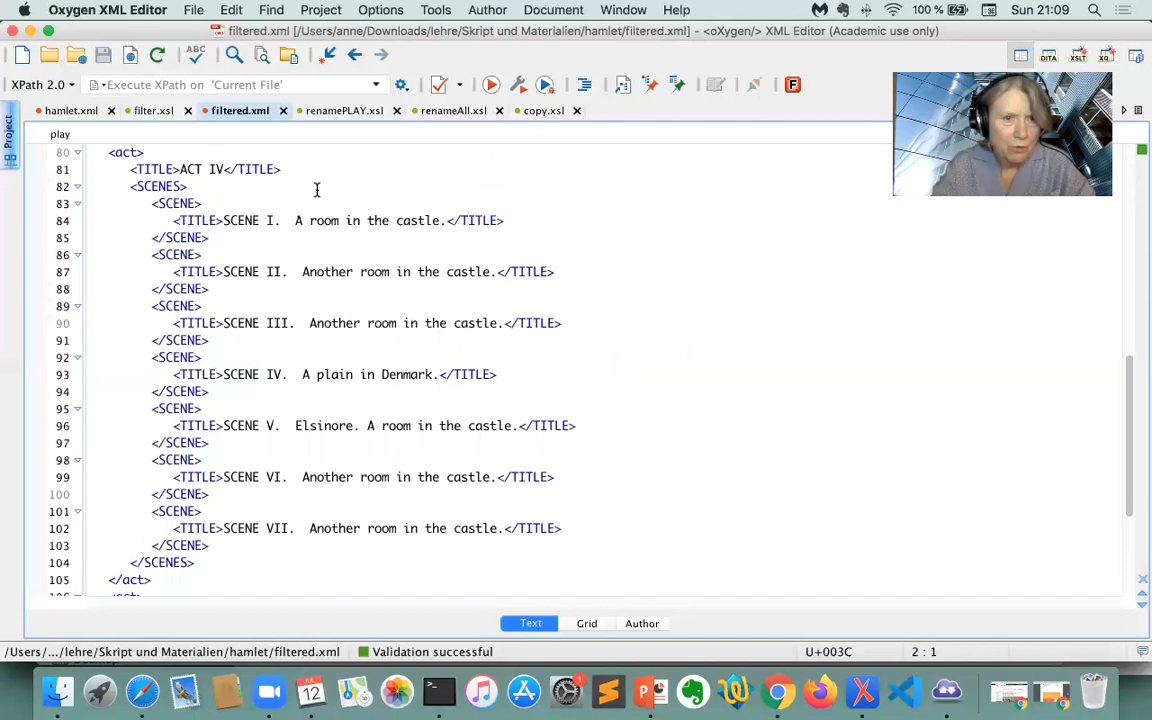 Oxygen XML Editor File Edit Find Project Options Tools Author Document Window Help 100 % Sun 21:09
filtered.xml [/Users/anne/Downloads/lehre/Skript und Materialien/hamlet/filtered.xml] - <oXygen/> XML Editor (Academic use only)
ABC DITA XSLT XQ
XPath 2.0 Execute XPath on 'Current File' F
hamlet.xml filter.xsl filtered.xml renamePLAY.xsl renameAll.xsl copy.xsl
Project
play
80 <act>
81 <TITLE>ACT IV</TITLE>
82 <SCENES>
83 <SCENE>
84 <TITLE>SCENE I.  A room in the castle.</TITLE>
85 </SCENE>
86 <SCENE>
87 <TITLE>SCENE II.  Another room in the castle.</TITLE>
88 </SCENE>
89 <SCENE>
90 <TITLE>SCENE III.  Another room in the castle.</TITLE>
91 </SCENE>
92 <SCENE>
93 <TITLE>SCENE IV.  A plain in Denmark.</TITLE>
94 </SCENE>
95 <SCENE>
96 <TITLE>SCENE V.  Elsinore. A room in the castle.</TITLE>
97 </SCENE>
98 <SCENE>
99 <TITLE>SCENE VI.  Another room in the castle.</TITLE>
100 </SCENE>
101 <SCENE>
102 <TITLE>SCENE VII.  Another room in the castle.</TITLE>
103 </SCENE>
104 </SCENES>
105 </act>
Text Grid Author
/Users/.../lehre/Skript und Materialien/hamlet/filtered.xml Validation successful U+003C 2 : 1
JUL 12 1